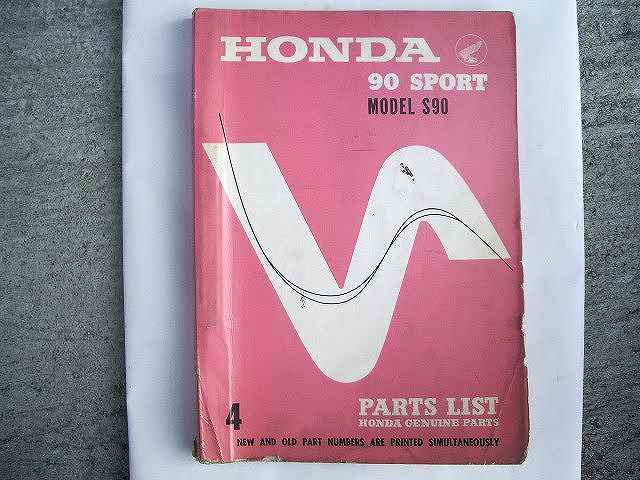 HONDA
90 SPORT
MODEL S90
4
PARTS LIST
HONDA GENUINE PARTS
NEW AND OLD PART NUMBERS ARE PRINTED SIMULTANEOUSLY